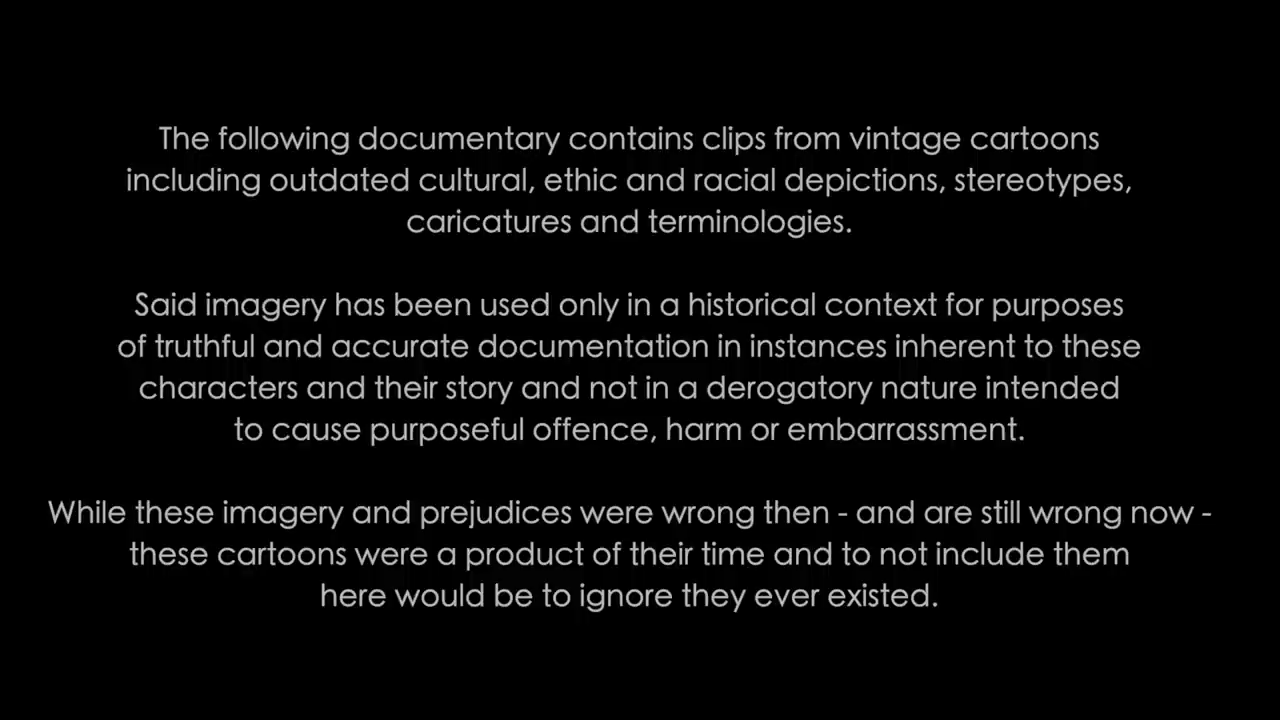 The following documentary contains clips from vintage cartoons
including outdated cultural, ethic and racial depictions, stereotypes,
caricatures and terminologies.
Said imagery has been used only in a historical context for purposes
of truthful and accurate documentation in instances inherent to these
characters and their story and not in a derogatory nature intended
to cause purposeful offence, harm or embarrassment.
While these imagery and prejudices were wrong then - and are still wrong now -
these cartoons were a product of their time and to not include them
here would be to ignore they ever existed.